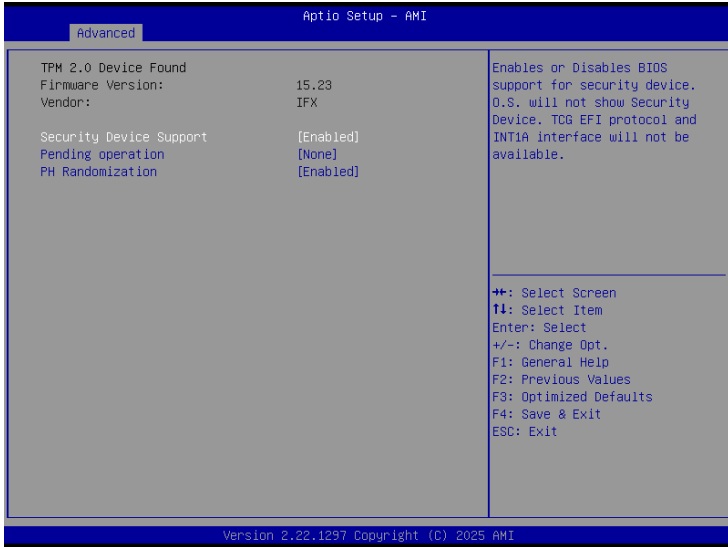 Aptio Setup – AMI
Advanced
TPM 2.0 Device Found
Firmware Version: 15.23
Vendor: IFX
Security Device Support [Enabled]
Pending operation [None]
PH Randomization [Enabled]
Enables or Disables BIOS
support for security device.
O.S. will not show Security
Device. TCG EFI protocol and
INT1A interface will not be
available.
→←: Select Screen
↑↓: Select Item
Enter: Select
+/-: Change Opt.
F1: General Help
F2: Previous Values
F3: Optimized Defaults
F4: Save & Exit
ESC: Exit
Version 2.22.1297 Copyright (C) 2025 AMI